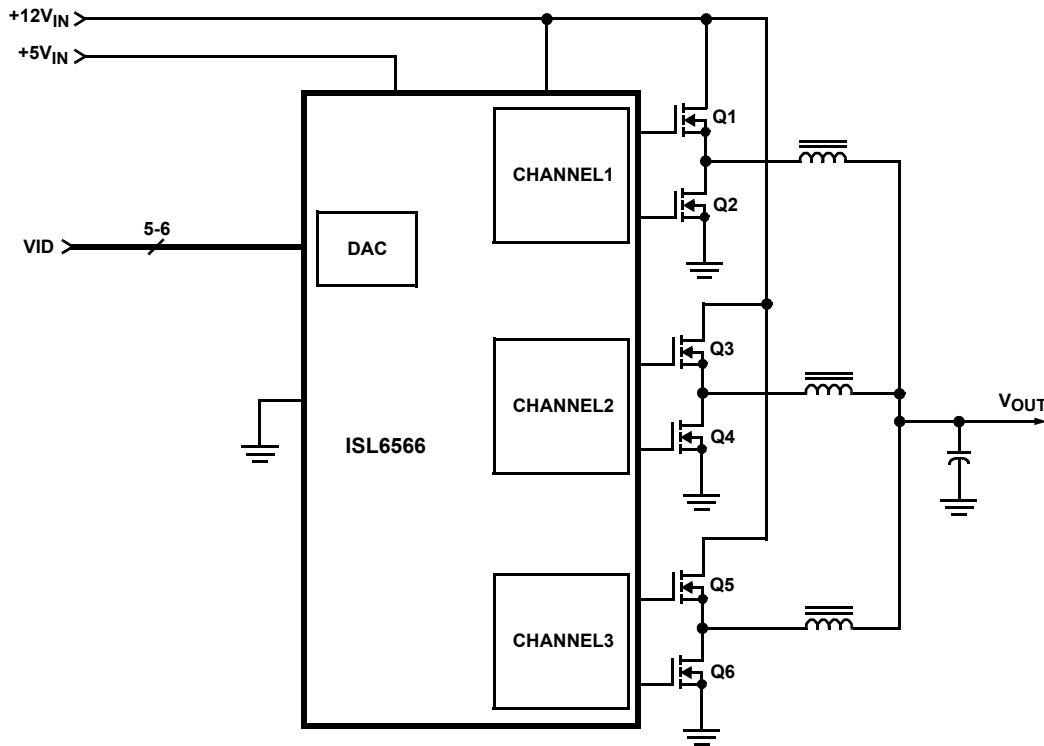 +12VIN
+5VIN
Q1
CHANNEL1
Q2
5-6
VID
DAC
Q3
CHANNEL2
VOUT
Q4
ISL6566
Q5
CHANNEL3
Q6